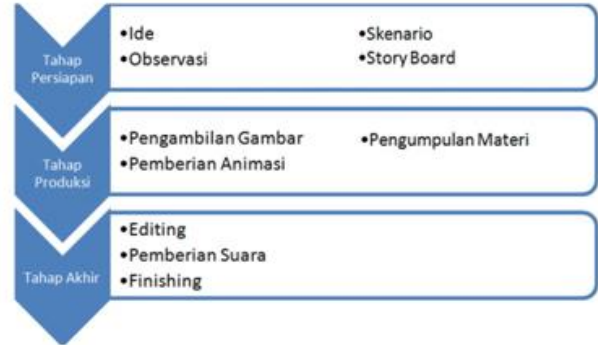 Tahap
Persiapan
•Ide
•Observasi
•Skenario
•Story Board
Tahap
Produksi
•Pengambilan Gambar
•Pemberian Animasi
•Pengumpulan Materi
Tahap Akhir
•Editing
•Pemberian Suara
•Finishing